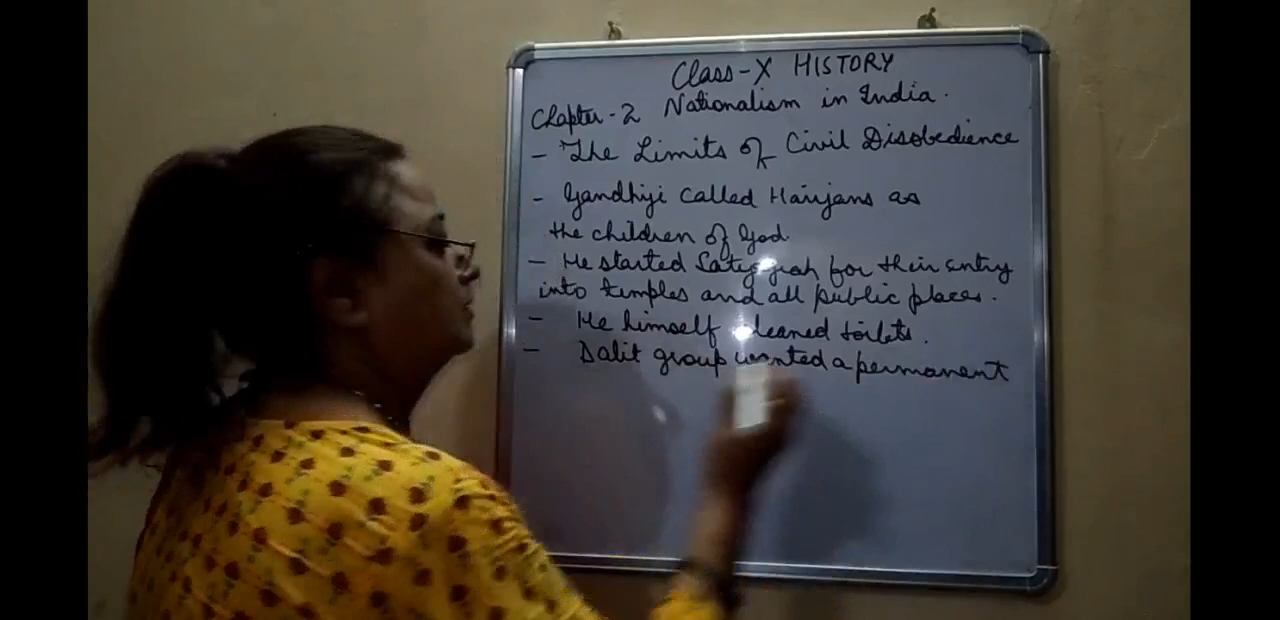 Class-X HISTORY
Chapter-2 Nationalism in India.
- The Limits of Civil Disobedience
- Gandhiji called Harijans as
the children of God
- He started Satyagrah for their entry
into temples and all public places.
- He himself cleaned toilets.
- Dalit group wanted a permanent